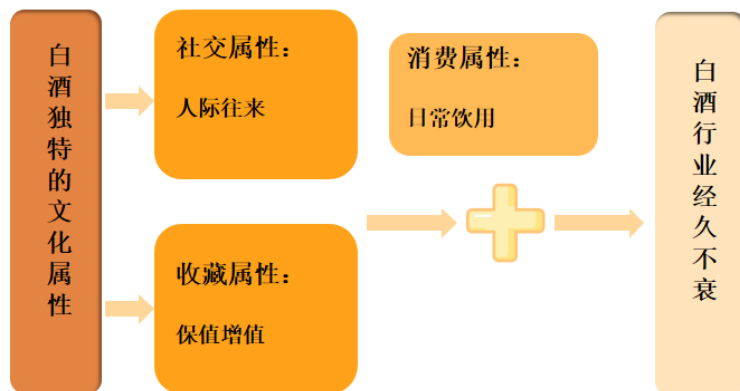 白酒独特的文化属性
社交属性：
人际往来
收藏属性：
保值增值
消费属性：
日常饮用
白酒行业经久不衰